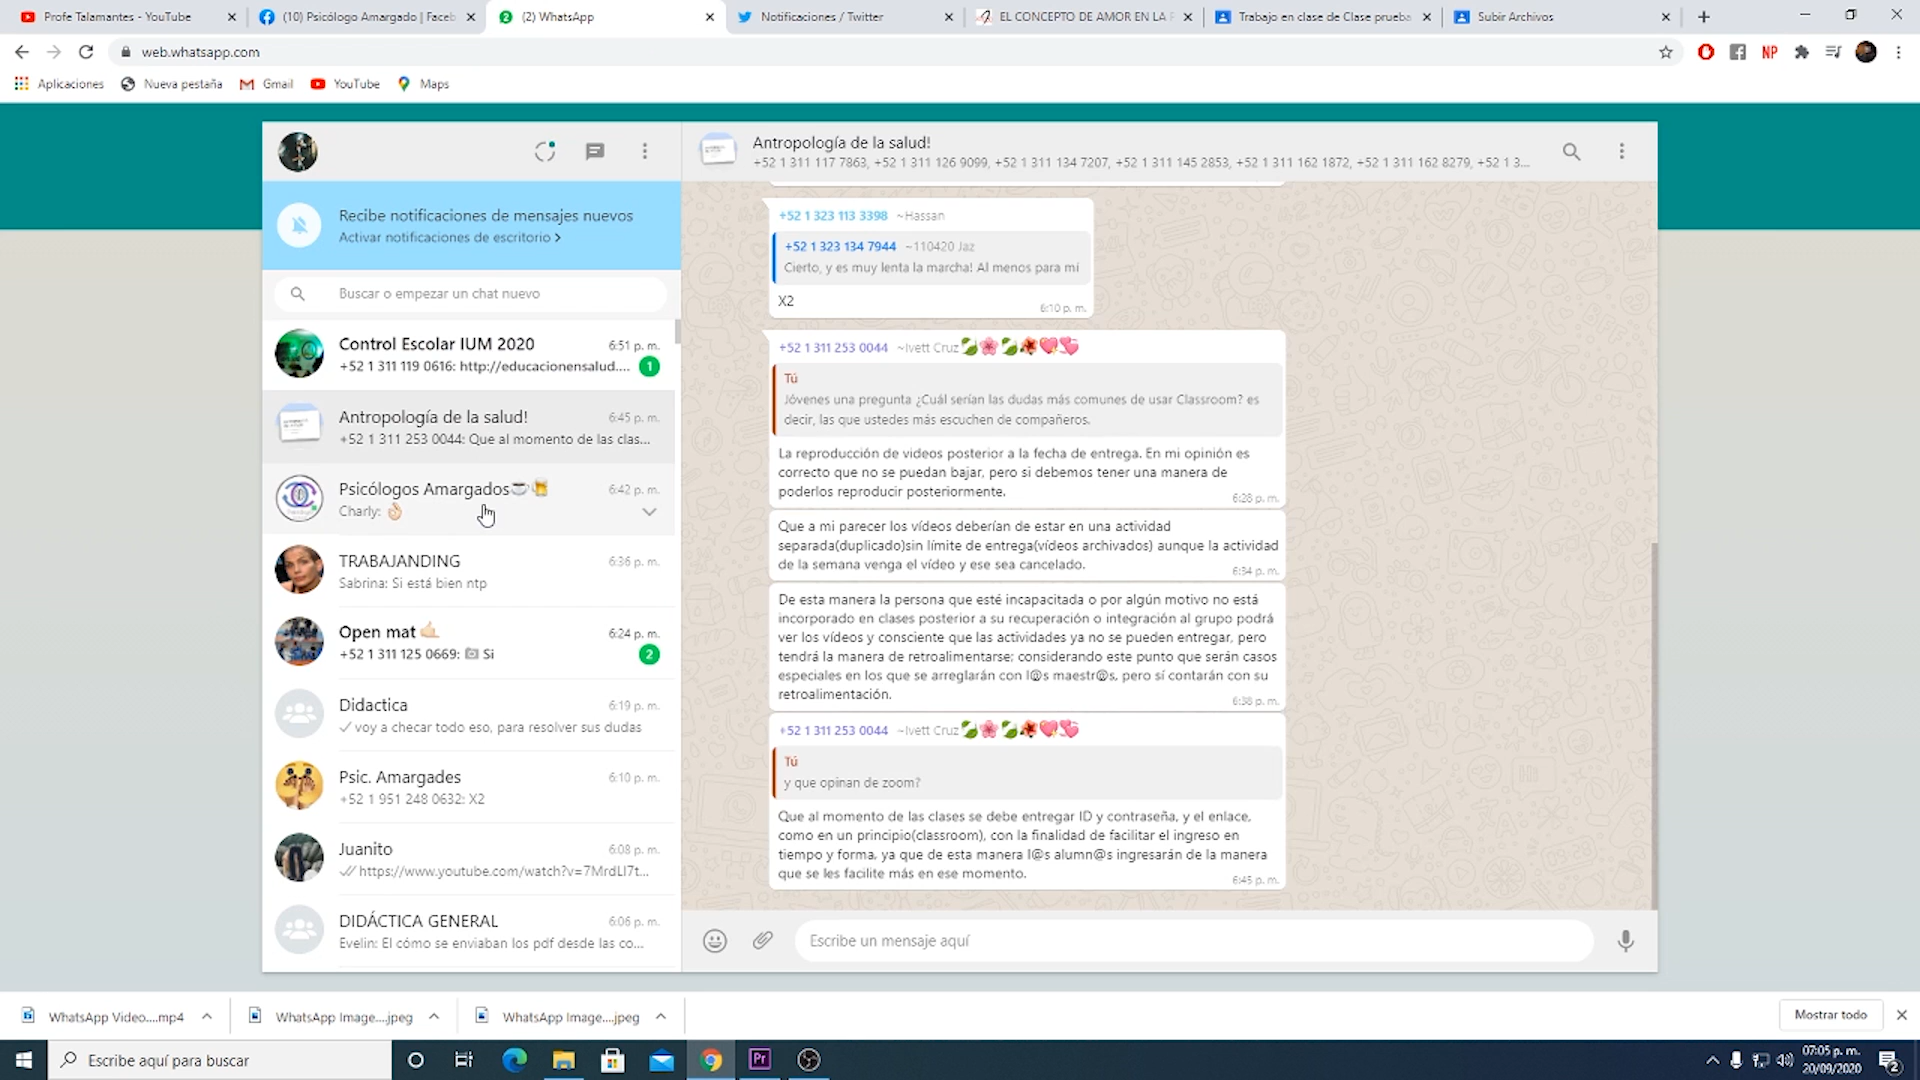 Profe Talamantes - YouTube
(10) Psicólogo Amargado | Faceb
(2) WhatsApp
Notificaciones / Twitter
EL CONCEPTO DE AMOR EN LA F
Trabajo en clase de Clase prueba
Subir Archivos
web.whatsapp.com
NP
Aplicaciones
Nueva pestaña
Gmail
YouTube
Maps
Recibe notificaciones de mensajes nuevos
Activar notificaciones de escritorio >
Buscar o empezar un chat nuevo
Control Escolar IUM 2020
6:51 p. m.
+52 1 311 119 0616: http://educacionensalud....
1
Antropología de la salud!
6:45 p. m.
+52 1 311 253 0044: Que al momento de las clas...
Psicólogos Amargados☕🍻
6:42 p. m.
Charly: 👌🏻
TRABAJANDING
6:36 p. m.
Sabrina: Si está bien ntp
Open mat 🤙🏻
6:24 p. m.
+52 1 311 125 0669: 📷 Si
2
Didactica
6:19 p. m.
✓ voy a checar todo eso, para resolver sus dudas
Psic. Amargades
6:10 p. m.
+52 1 951 248 0632: X2
Juanito
6:08 p. m.
https://www.youtube.com/watch?v=7MrdLI7t...
DIDÁCTICA GENERAL
6:06 p. m.
Evelin: El cómo se enviaban los pdf desde las co...
Antropología de la salud!
+52 1 311 117 7863, +52 1 311 126 9099, +52 1 311 134 7207, +52 1 311 145 2853, +52 1 311 162 1872, +52 1 311 162 8279, +52 1 3...
+52 1 323 113 3398 ~Hassan
+52 1 323 134 7944 ~110420 Jaz
Cierto, y es muy lenta la marcha! Al menos para mí
X2
6:10 p. m.
+52 1 311 253 0044 ~Ivett Cruz🍃🌸🍃🌺💖💞
Tú
Jóvenes una pregunta ¿Cuál serían las dudas más comunes de usar Classroom? es
decir, las que ustedes más escuchen de compañeros.
La reproducción de videos posterior a la fecha de entrega. En mi opinión es
correcto que no se puedan bajar, pero si debemos tener una manera de
poderlos reproducir posteriormente.
6:28 p. m.
Que a mi parecer los vídeos deberían de estar en una actividad
separada(duplicado)sin límite de entrega(vídeos archivados) aunque la actividad
de la semana venga el vídeo y ese sea cancelado.
6:34 p. m.
De esta manera la persona que esté incapacitada o por algún motivo no está
incorporado en clases posterior a su recuperación o integración al grupo podrá
ver los vídeos y consciente que las actividades ya no se pueden entregar, pero
tendrá la manera de retroalimentarse; considerando este punto que serán casos
especiales en los que se arreglarán con l@s maestr@s, pero sí contarán con su
retroalimentación.
6:38 p. m.
+52 1 311 253 0044 ~Ivett Cruz🍃🌸🍃🌺💖💞
Tú
y que opinan de zoom?
Que al momento de las clases se debe entregar ID y contraseña, y el enlace,
como en un principio(classroom), con la finalidad de facilitar el ingreso en
tiempo y forma, ya que de esta manera l@s alumn@s ingresarán de la manera
que se les facilite más en ese momento.
6:45 p. m.
Escribe un mensaje aquí
WhatsApp Video....mp4
WhatsApp Image....jpeg
WhatsApp Image....jpeg
Mostrar todo
Escribe aquí para buscar
Pr
07:05 p. m.
20/09/2020
2